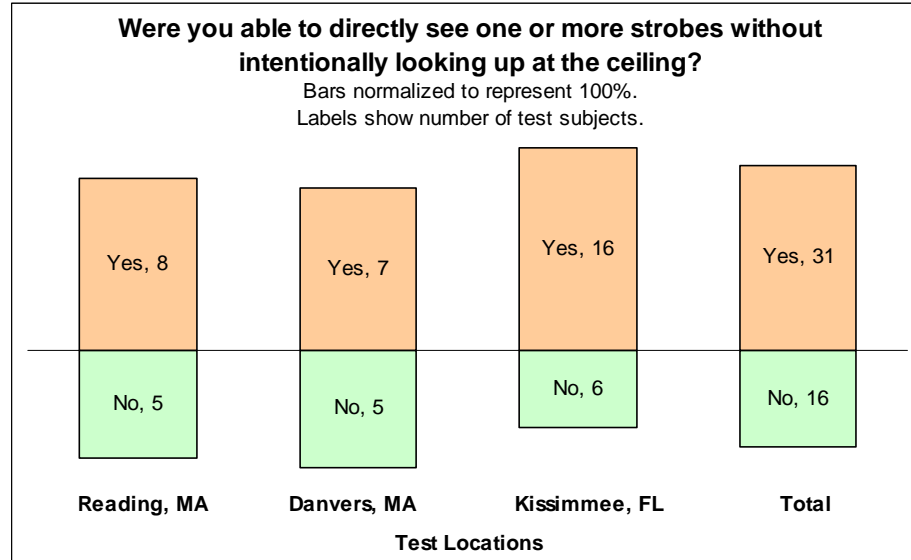 Were you able to directly see one or more strobes without
intentionally looking up at the ceiling?
Bars normalized to represent 100%.
Labels show number of test subjects.
Yes, 8
Yes, 7
Yes, 16
Yes, 31
No, 5
No, 5
No, 6
No, 16
Reading, MA
Danvers, MA
Kissimmee, FL
Total
Test Locations